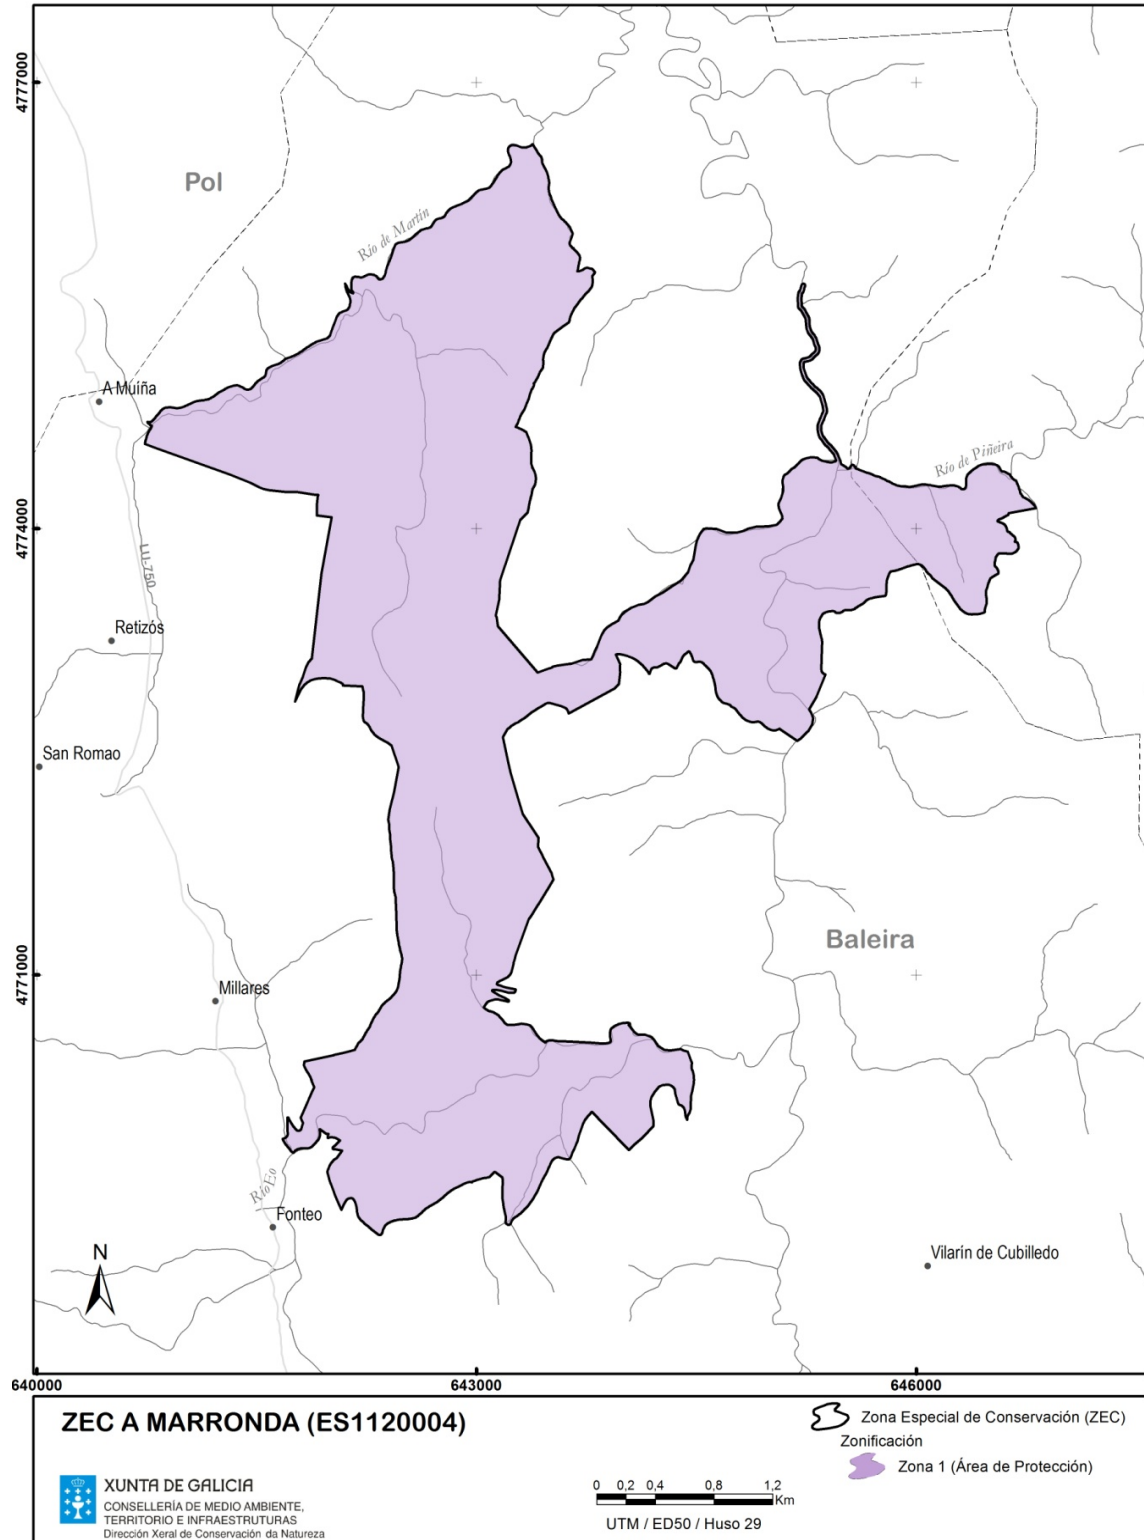 4777000
Pol
Río de Martín
A Muíña
Río de Piñeira
4774000
LU-750
Retizós
San Romao
Baleira
4771000
Millares
Río Eo
Fonteo
Vilarín de Cubilledo
N
640000
643000
646000
ZEC A MARRONDA (ES1120004)
Zona Especial de Conservación (ZEC)
Zonificación
Zona 1 (Área de Protección)
XUNTA DE GALICIA
CONSELLERÍA DE MEDIO AMBIENTE,
TERRITORIO E INFRAESTRUTURAS
Dirección Xeral de Conservación da Natureza
0 0,2 0,4 0,8 1,2
Km
UTM / ED50 / Huso 29